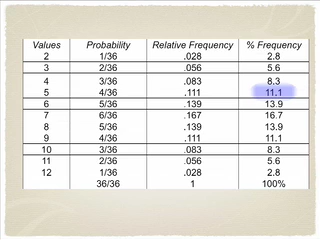 Values Probability Relative Frequency % Frequency
2 1/36 .028 2.8
3 2/36 .056 5.6
4 3/36 .083 8.3
5 4/36 .111 11.1
6 5/36 .139 13.9
7 6/36 .167 16.7
8 5/36 .139 13.9
9 4/36 .111 11.1
10 3/36 .083 8.3
11 2/36 .056 5.6
12 1/36 .028 2.8
36/36 1 100%